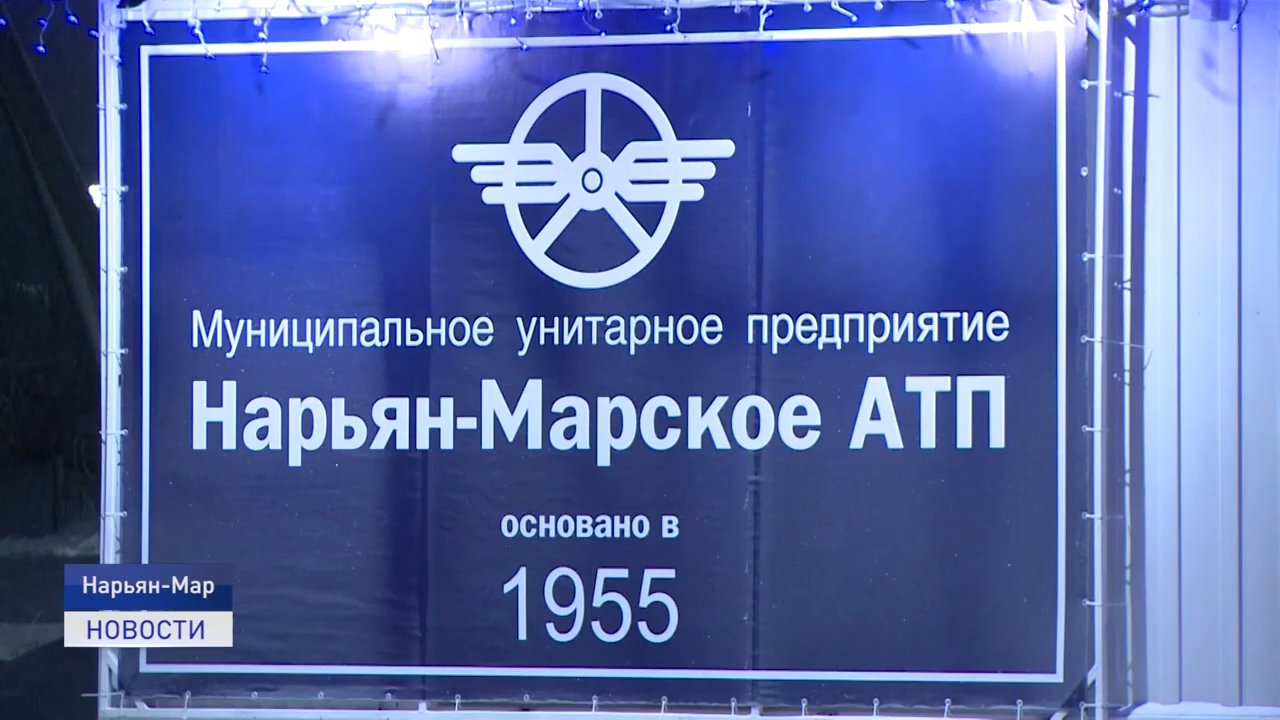 Муниципальное унитарное предприятие
Нарьян-Марское АТП
основано в
1955
Нарьян-Мар
НОВОСТИ